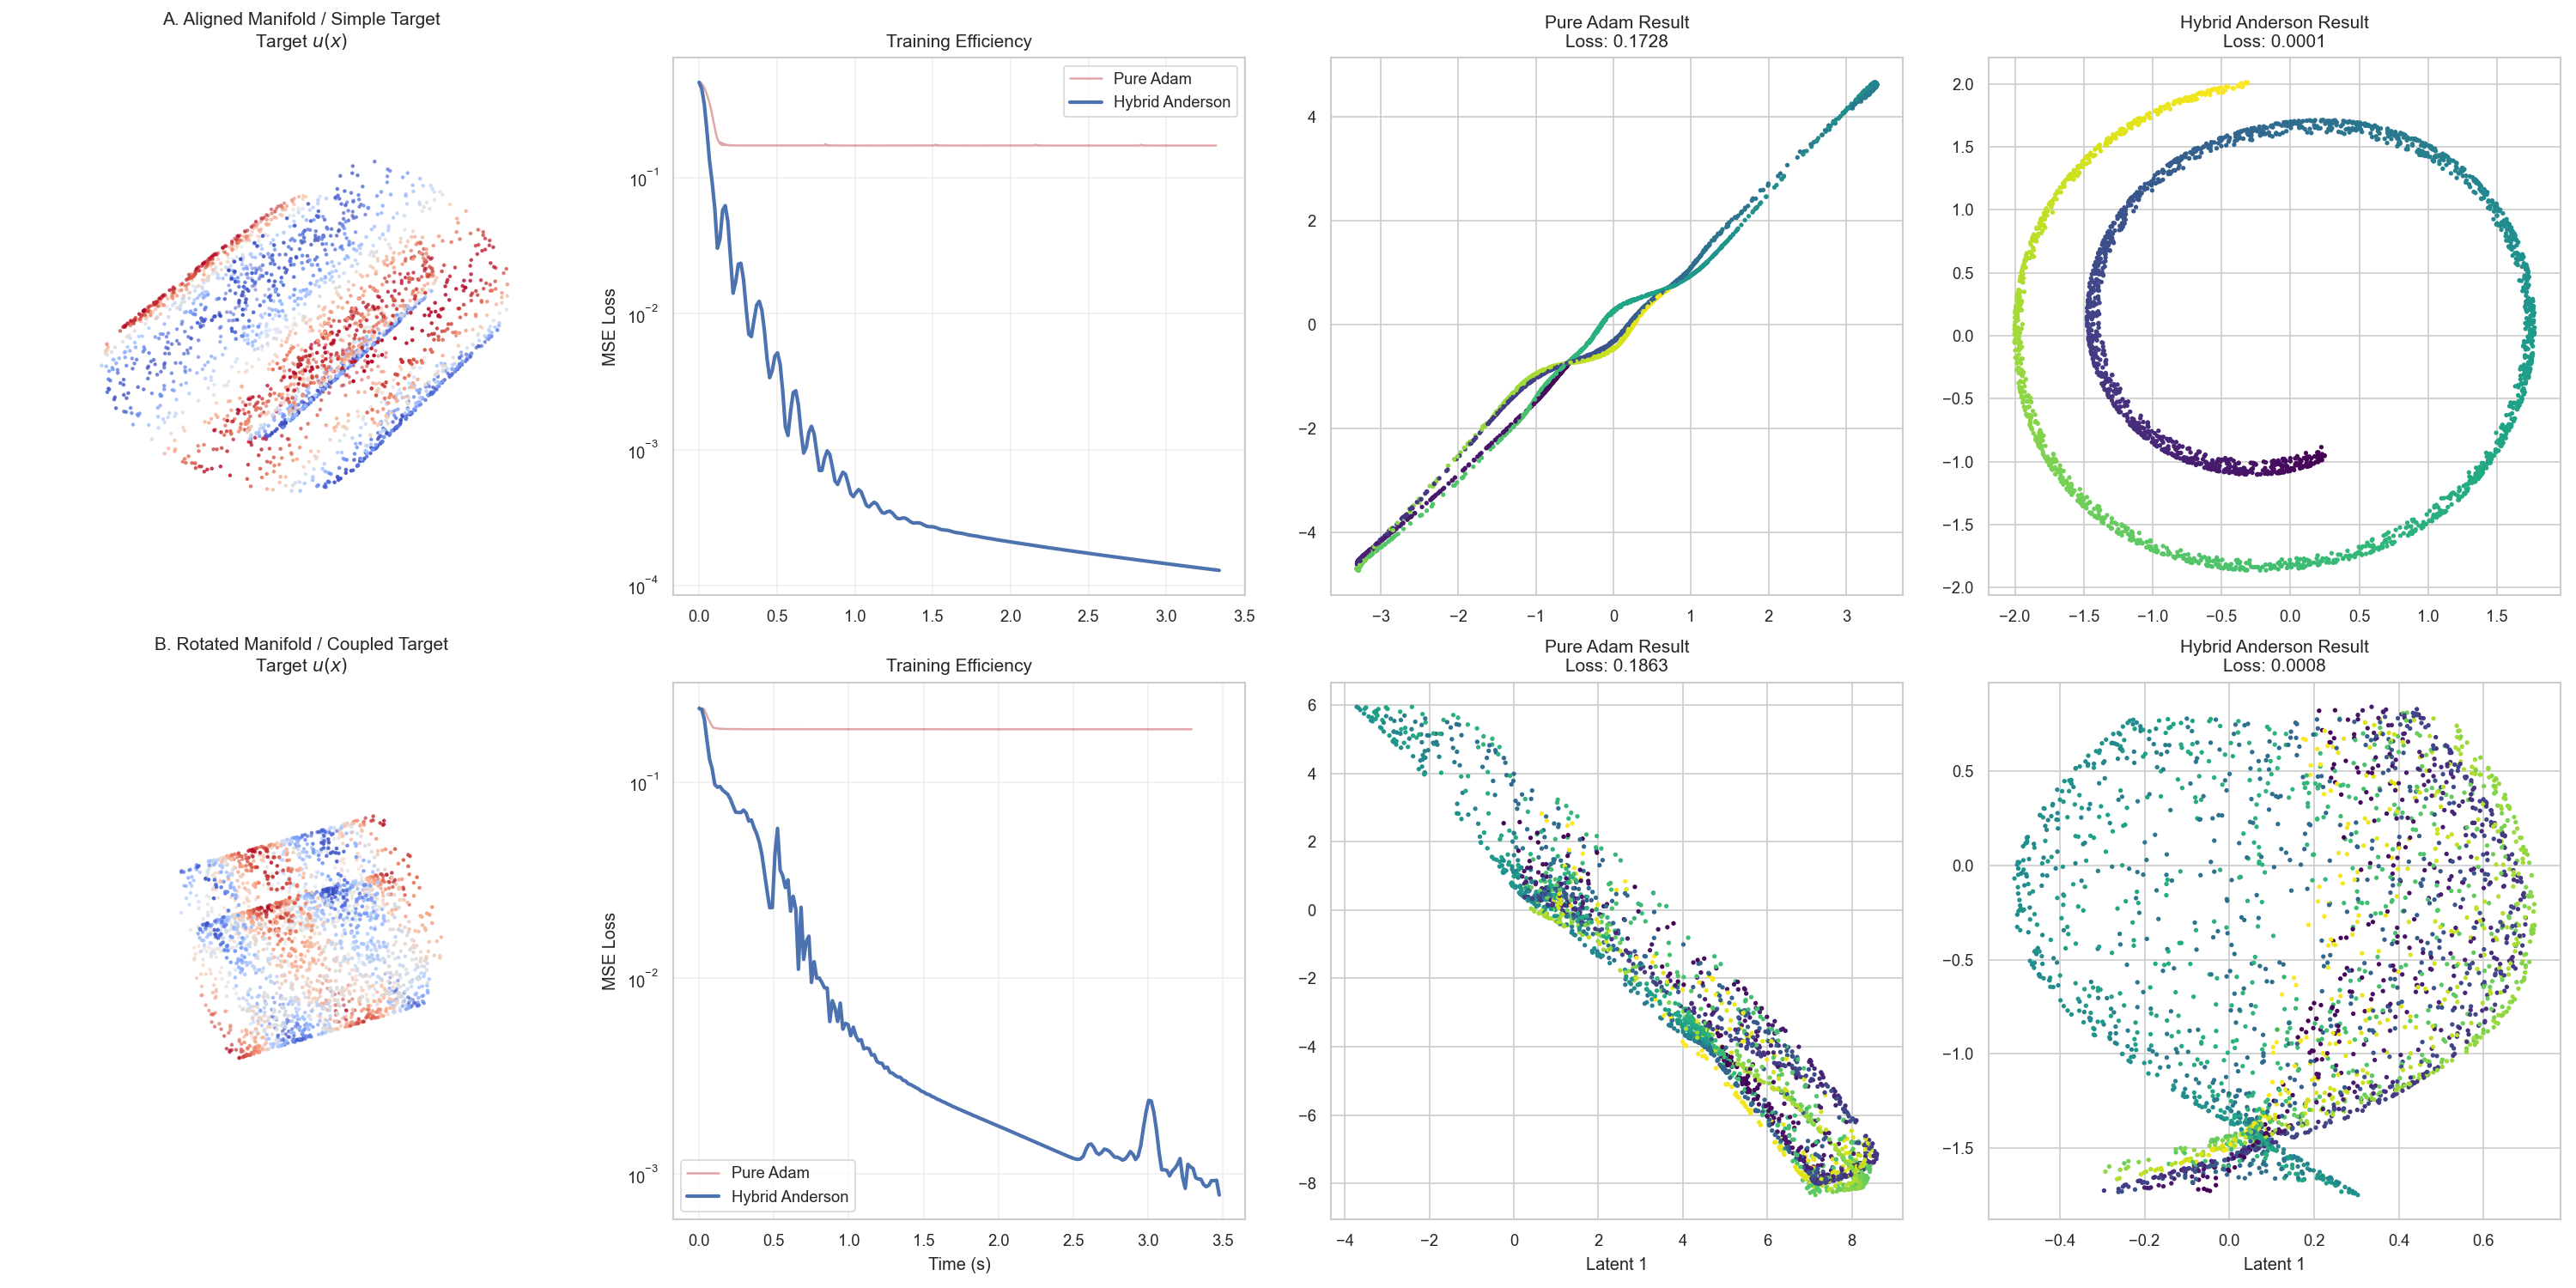 A. Aligned Manifold / Simple Target
Target u(x)
Training Efficiency
Pure Adam
Hybrid Anderson
MSE Loss
10⁻¹
10⁻²
10⁻³
10⁻⁴
0.0 0.5 1.0 1.5 2.0 2.5 3.0 3.5
Pure Adam Result
Loss: 0.1728
4
2
0
−2
−4
−3 −2 −1 0 1 2 3
Hybrid Anderson Result
Loss: 0.0001
2.0
1.5
1.0
0.5
0.0
−0.5
−1.0
−1.5
−2.0
−2.0 −1.5 −1.0 −0.5 0.0 0.5 1.0 1.5
B. Rotated Manifold / Coupled Target
Target u(x)
Training Efficiency
MSE Loss
10⁻¹
10⁻²
10⁻³
Pure Adam
Hybrid Anderson
0.0 0.5 1.0 1.5 2.0 2.5 3.0 3.5
Time (s)
Pure Adam Result
Loss: 0.1863
6
4
2
0
−2
−4
−6
−8
−4 −2 0 2 4 6 8
Latent 1
Hybrid Anderson Result
Loss: 0.0008
0.5
0.0
−0.5
−1.0
−1.5
−0.4 −0.2 0.0 0.2 0.4 0.6
Latent 1